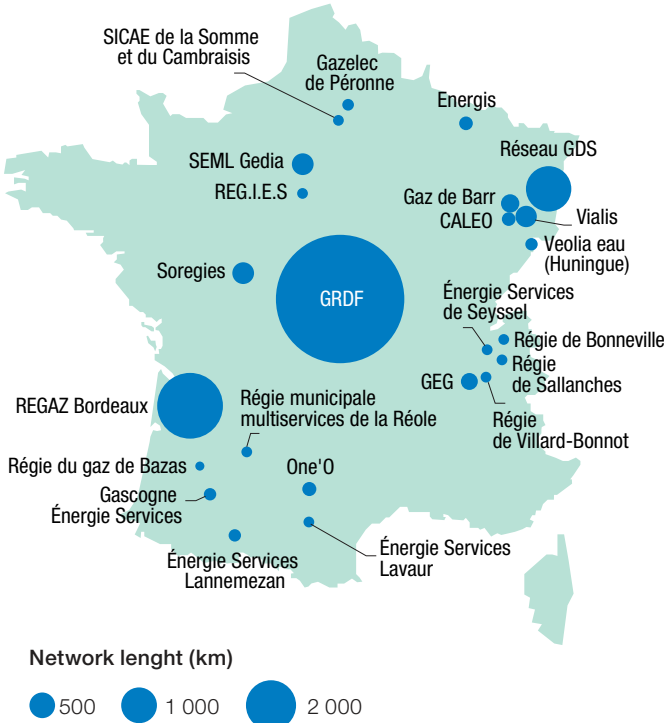 SICAE de la Somme
et du Cambraisis
Gazelec
de Péronne
Energis
SEML Gedia
Réseau GDS
REG.I.E.S
Gaz de Barr
CALEO
Vialis
Veolia eau
(Huningue)
Soregies
GRDF
Énergie Services
de Seyssel
Régie de Bonneville
GEG
Régie
de Sallanches
REGAZ Bordeaux
Régie municipale
multiservices de la Réole
Régie
de Villard-Bonnot
Régie du gaz de Bazas
One'O
Gascogne
Énergie Services
Énergie Services
Lannemezan
Énergie Services
Lavaur
Network lenght (km)
500
1 000
2 000